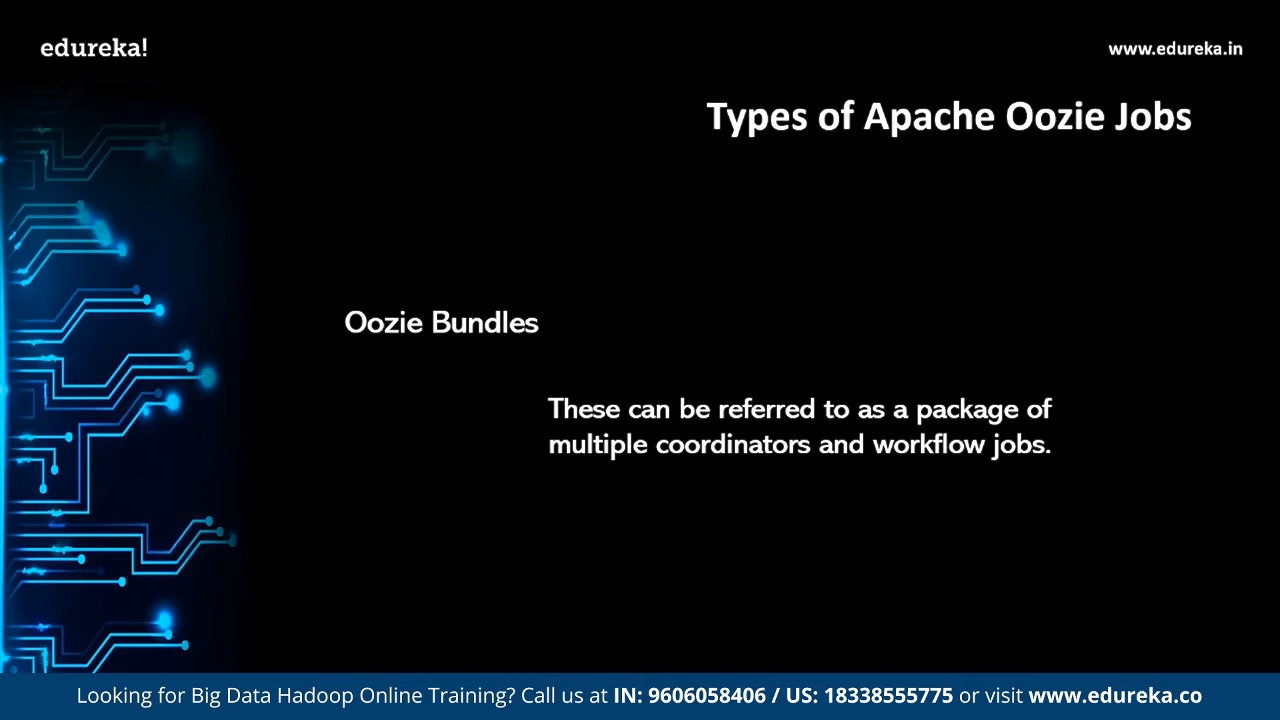 edureka!
www.edureka.in
Types of Apache Oozie Jobs
Oozie Bundles
These can be referred to as a package of
multiple coordinators and workflow jobs.
Looking for Big Data Hadoop Online Training? Call us at IN: 9606058406 / US: 18338555775 or visit www.edureka.co